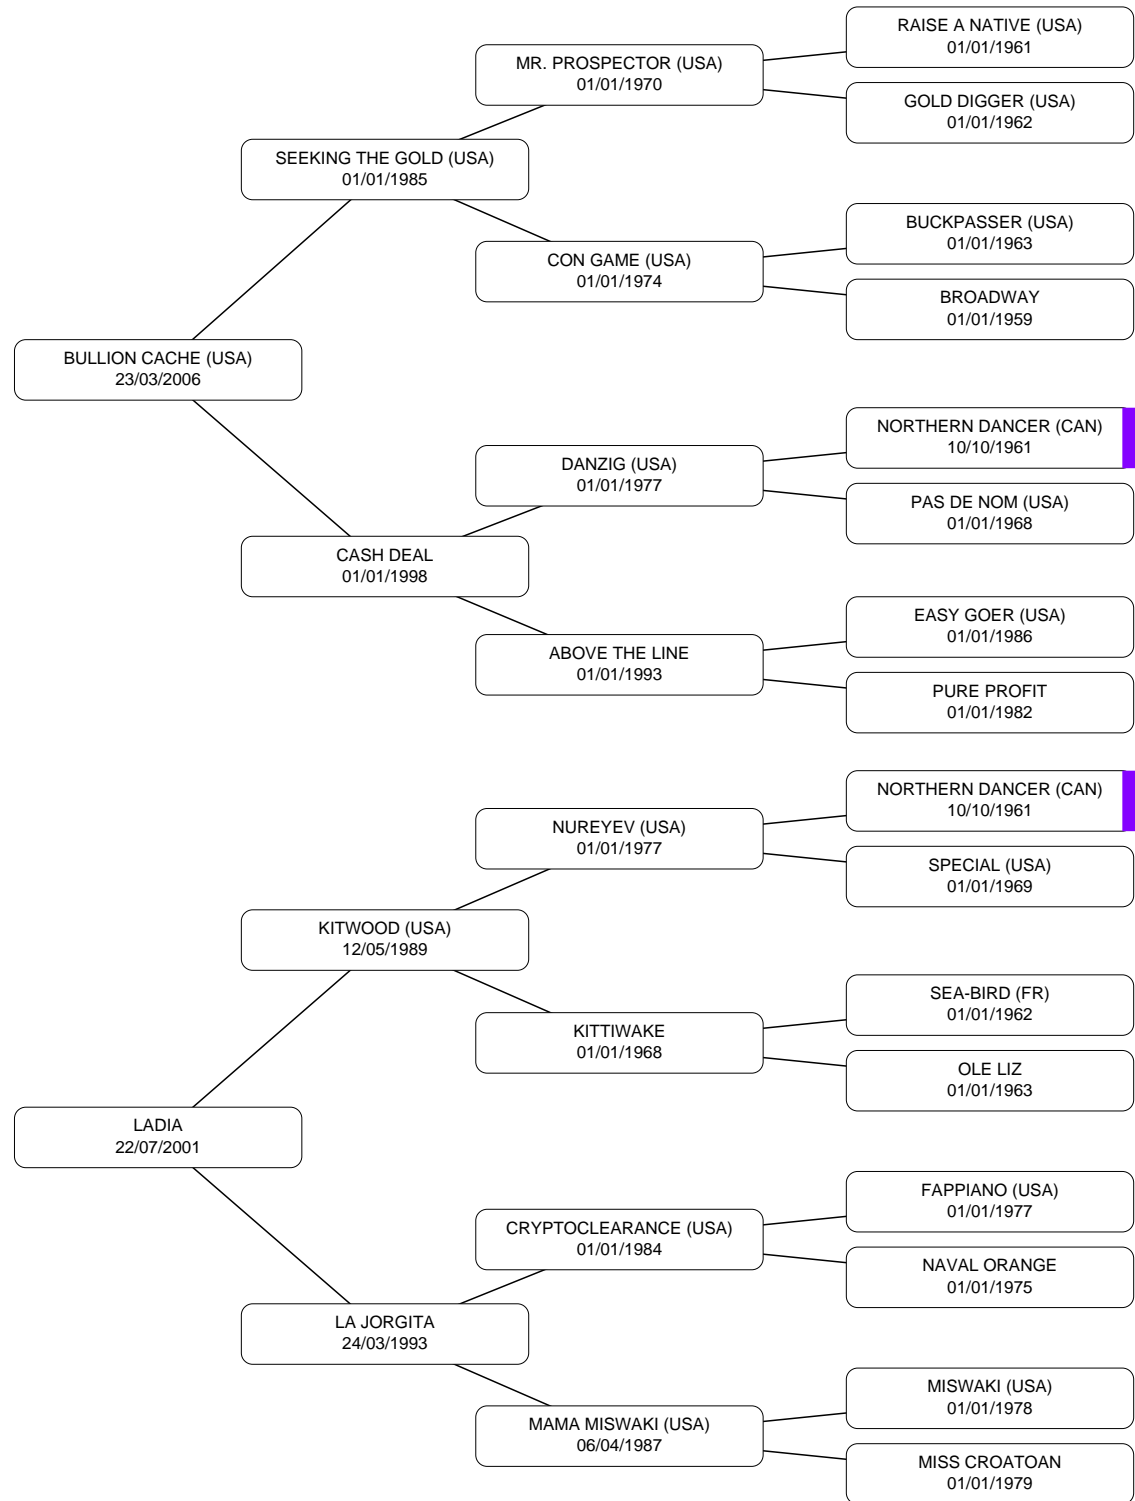 RAISE A NATIVE (USA)
01/01/1961
MR. PROSPECTOR (USA)
01/01/1970
GOLD DIGGER (USA)
01/01/1962
SEEKING THE GOLD (USA)
01/01/1985
BUCKPASSER (USA)
01/01/1963
CON GAME (USA)
01/01/1974
BROADWAY
01/01/1959
BULLION CACHE (USA)
23/03/2006
NORTHERN DANCER (CAN)
10/10/1961
DANZIG (USA)
01/01/1977
PAS DE NOM (USA)
01/01/1968
CASH DEAL
01/01/1998
EASY GOER (USA)
01/01/1986
ABOVE THE LINE
01/01/1993
PURE PROFIT
01/01/1982
NORTHERN DANCER (CAN)
10/10/1961
NUREYEV (USA)
01/01/1977
SPECIAL (USA)
01/01/1969
KITWOOD (USA)
12/05/1989
SEA-BIRD (FR)
01/01/1962
KITTIWAKE
01/01/1968
OLE LIZ
01/01/1963
LADIA
22/07/2001
FAPPIANO (USA)
01/01/1977
CRYPTOCLEARANCE (USA)
01/01/1984
NAVAL ORANGE
01/01/1975
LA JORGITA
24/03/1993
MISWAKI (USA)
01/01/1978
MAMA MISWAKI (USA)
06/04/1987
MISS CROATOAN
01/01/1979